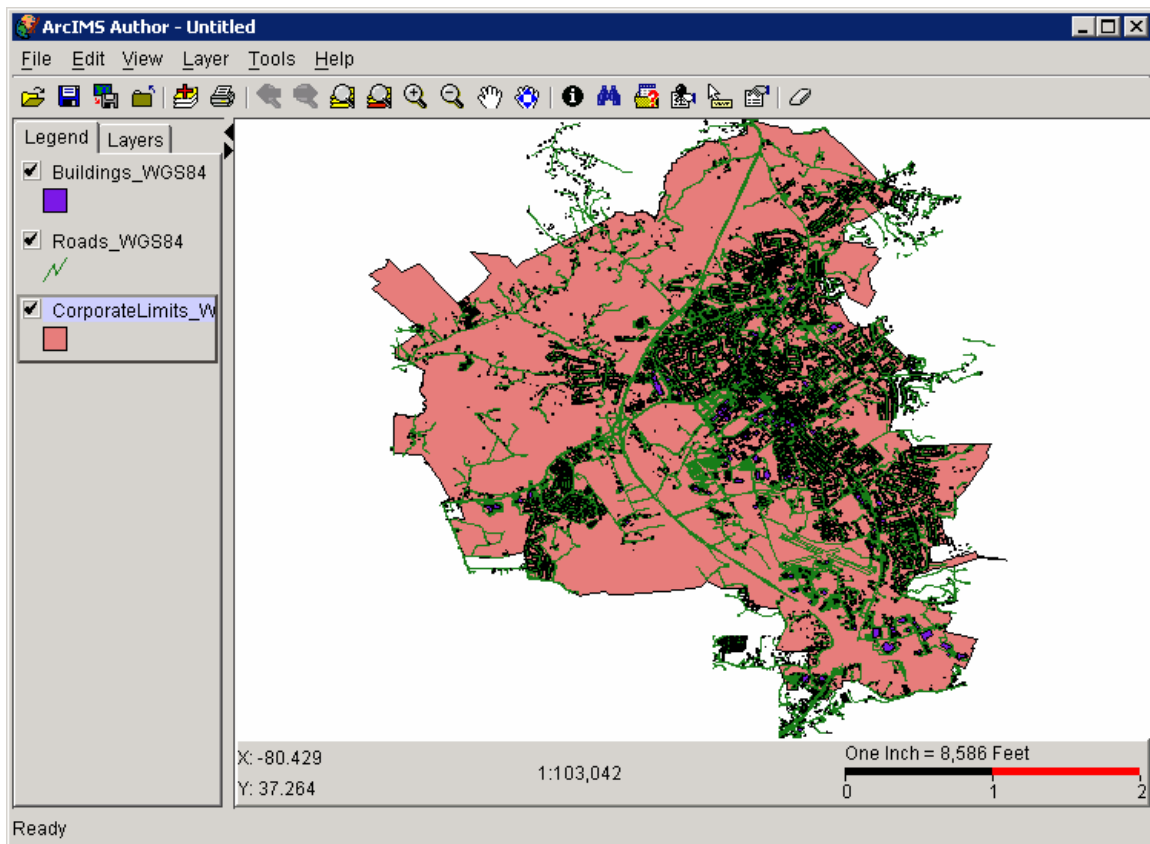 ArcIMS Author - Untitled
File Edit View Layer Tools Help
Legend Layers
Buildings_WGS84
Roads_WGS84
CorporateLimits_W
X: -80.429
Y: 37.264
1:103,042
One Inch = 8,586 Feet
0 1 2
Ready